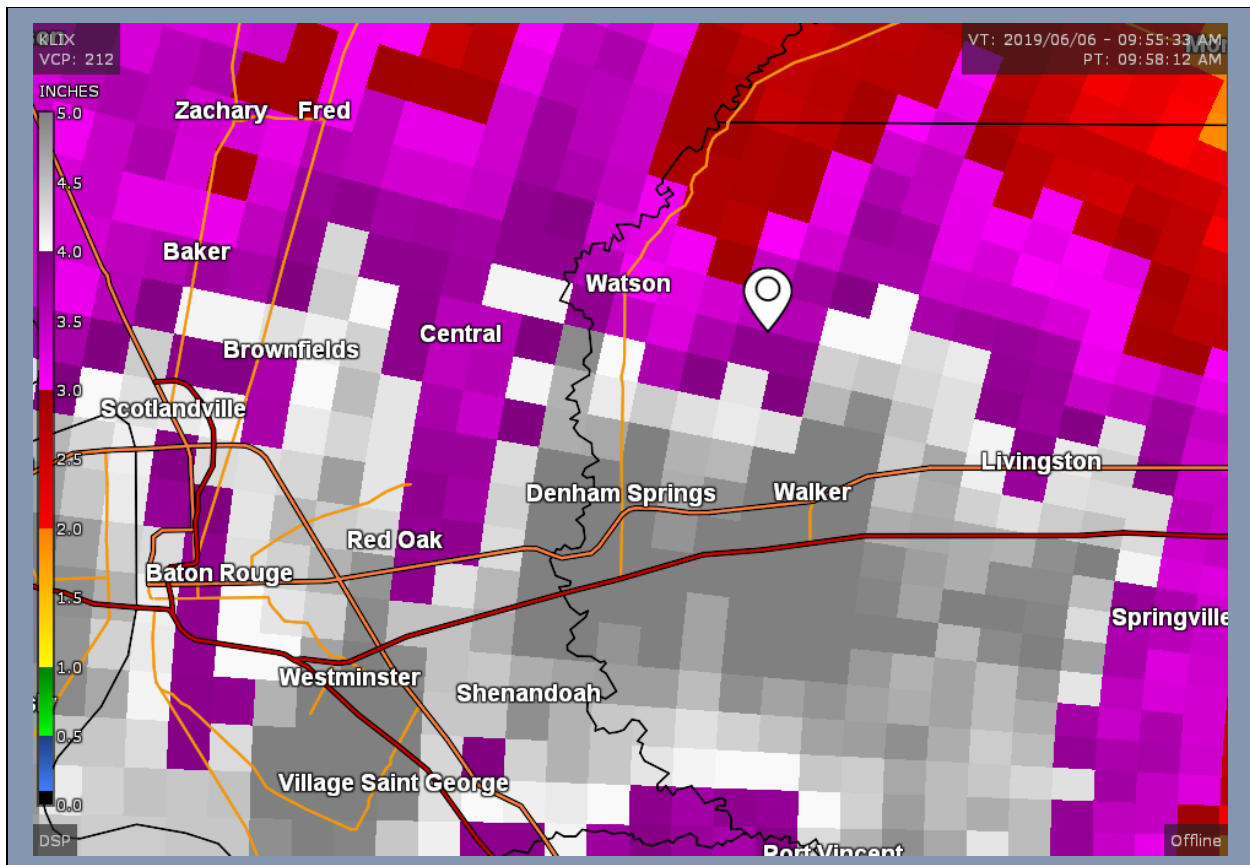 KLIX
VCP: 212
VT: 2019/06/06 - 09:55:33 AM
PT: 09:58:12 AM
INCHES
5.0
4.5
4.0
3.5
3.0
2.5
2.0
1.5
1.0
0.5
0.0
Zachary
Fred
Baker
Watson
Central
Brownfields
Scotlandville
Livingston
Denham Springs
Walker
Red Oak
Baton Rouge
Springville
Westminster
Shenandoah
Village Saint George
Port Vincent
DSP
Offline